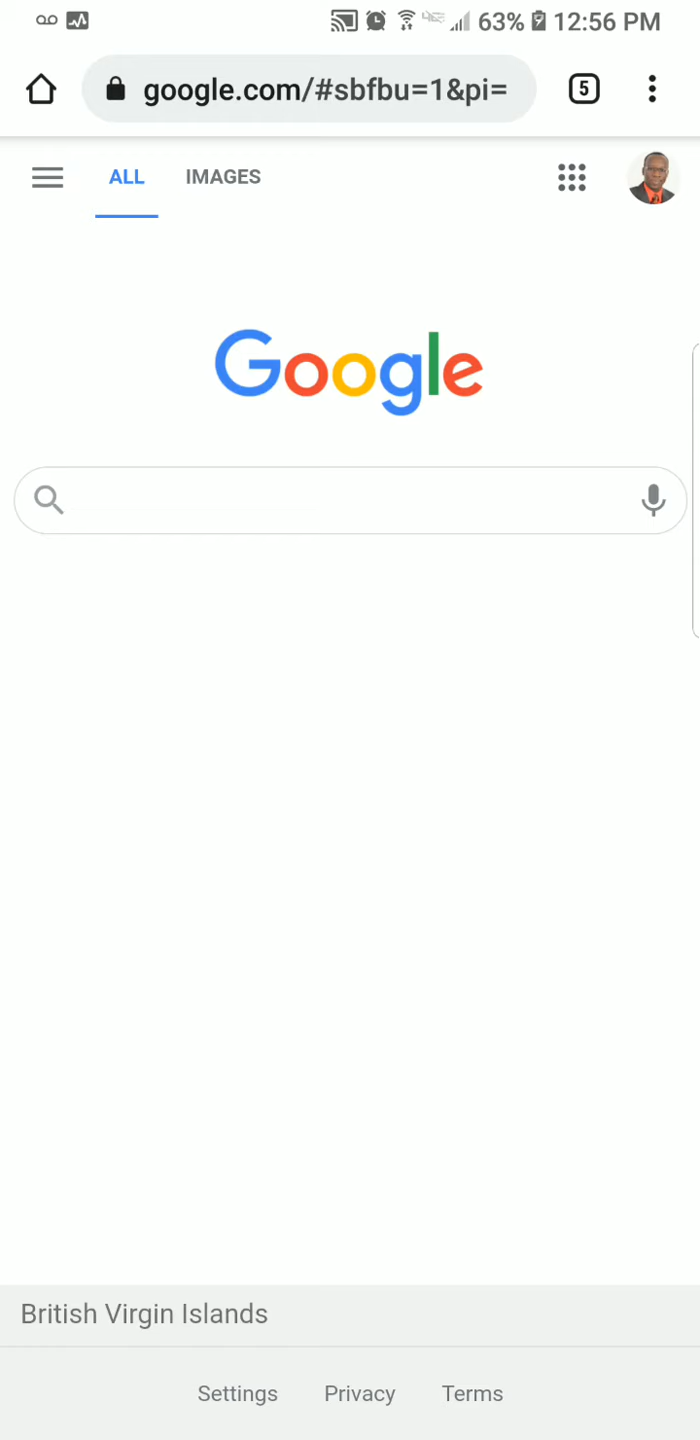 63% 12:56 PM
google.com/#sbfbu=1&pi=
5
ALL IMAGES
Google
British Virgin Islands
Settings Privacy Terms